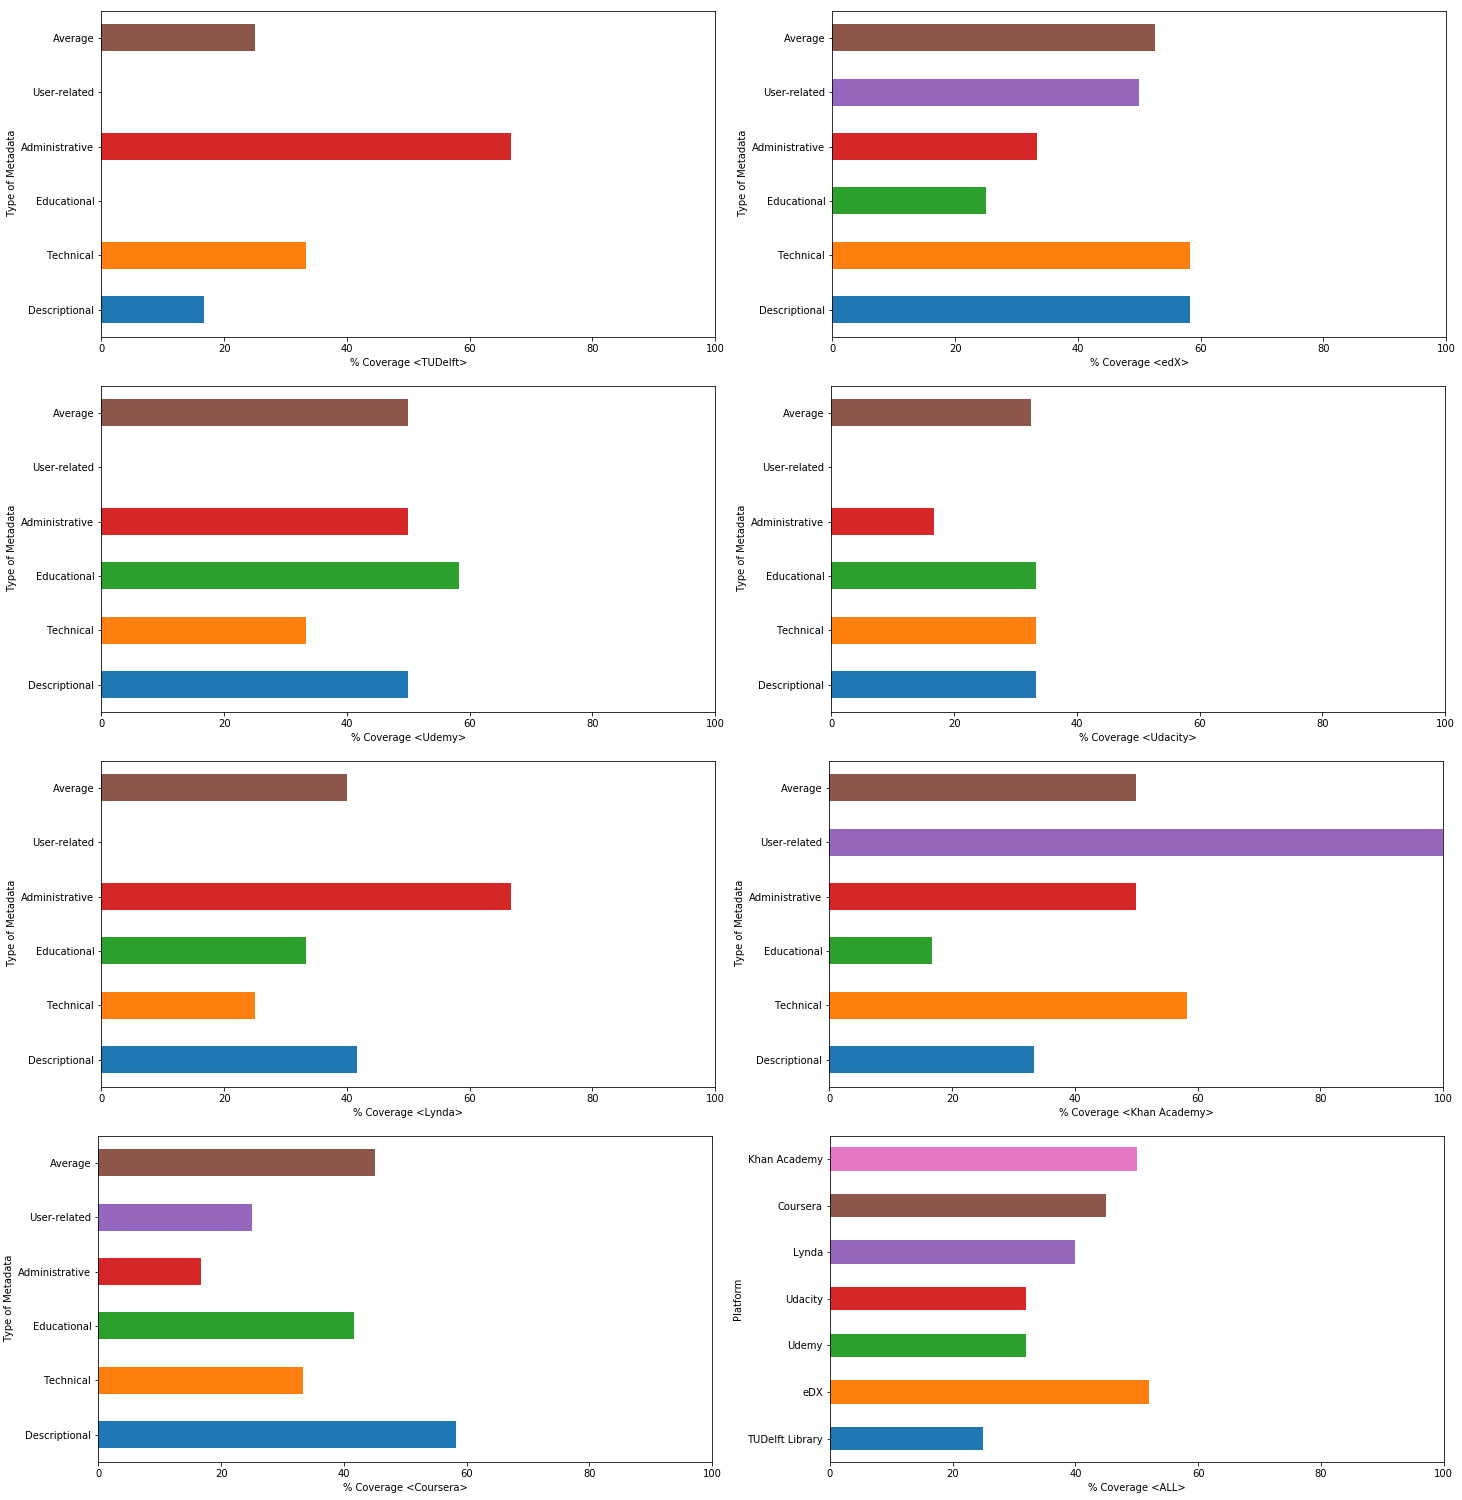 Average
User-related
Administrative
Educational
Technical
Descriptional
Type of Metadata
0 20 40 60 80 100
% Coverage <TUDelft>
Average
User-related
Administrative
Educational
Technical
Descriptional
Type of Metadata
0 20 40 60 80 100
% Coverage <edX>
Average
User-related
Administrative
Educational
Technical
Descriptional
Type of Metadata
0 20 40 60 80 100
% Coverage <Udemy>
Average
User-related
Administrative
Educational
Technical
Descriptional
Type of Metadata
0 20 40 60 80 100
% Coverage <Udacity>
Average
User-related
Administrative
Educational
Technical
Descriptional
Type of Metadata
0 20 40 60 80 100
% Coverage <Lynda>
Average
User-related
Administrative
Educational
Technical
Descriptional
Type of Metadata
0 20 40 60 80 100
% Coverage <Khan Academy>
Average
User-related
Administrative
Educational
Technical
Descriptional
Type of Metadata
0 20 40 60 80 100
% Coverage <Coursera>
Khan Academy
Coursera
Lynda
Udacity
Udemy
eDX
TUDelft Library
Platform
0 20 40 60 80 100
% Coverage <ALL>